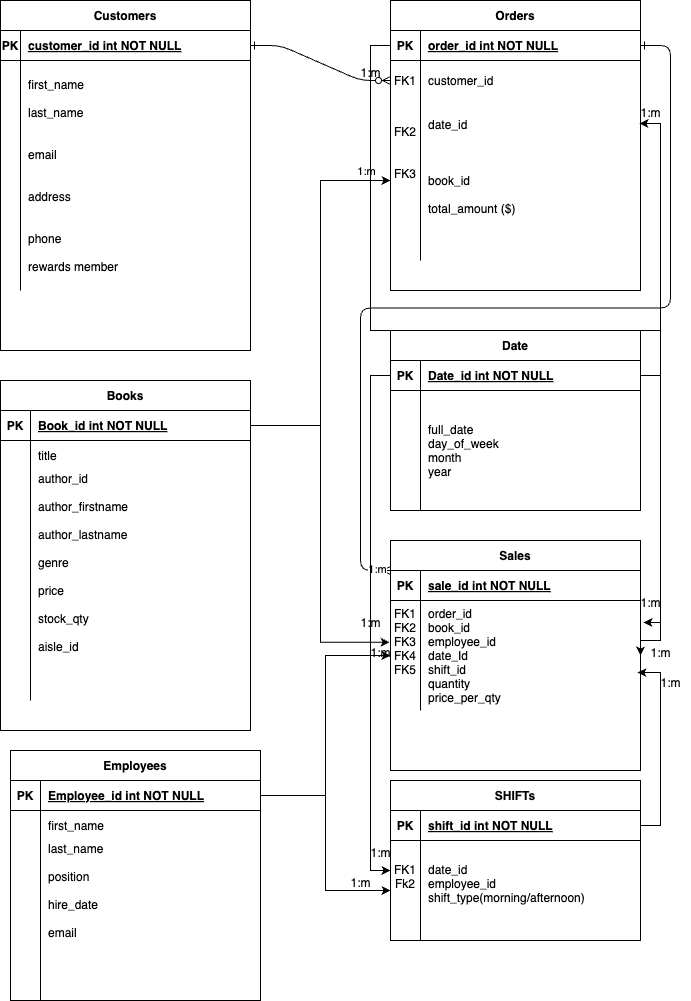 Customers
PK customer_id int NOT NULL
first_name
last_name
email
address
phone
rewards member
Orders
PK order_id int NOT NULL
1:m
FK1 customer_id
1:m
FK2 date_id
1:m
FK3
book_id
total_amount ($)
Date
PK Date_id int NOT NULL
full_date
day_of_week
month
year
Books
PK Book_id int NOT NULL
title
author_id
author_firstname
author_lastname
genre
price
stock_qty
aisle_id
Sales
1:m
PK sale_id int NOT NULL
1:m
FK1 order_id
1:m
FK2 book_id
FK3 employee_id
1:m
FK4 date_Id
1:m
FK5 shift_id
1:m
quantity
price_per_qty
Employees
PK Employee_id int NOT NULL
first_name
last_name
position
hire_date
email
SHIFTs
PK shift_id int NOT NULL
1:m
FK1 date_id
1:m
Fk2 employee_id
shift_type(morning/afternoon)